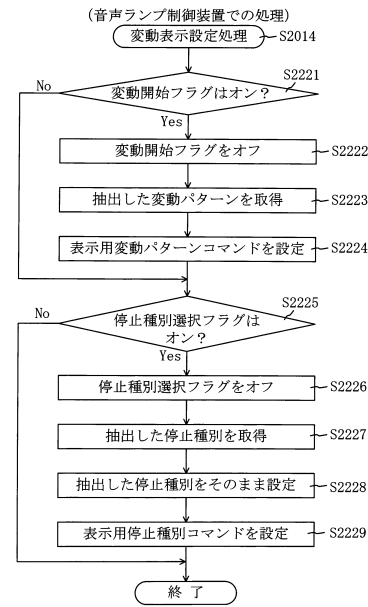 (音声ランプ制御装置での処理)
変動表示設定処理 S2014
S2221
No
変動開始フラグはオン?
Yes
変動開始フラグをオフ S2222
抽出した変動パターンを取得 S2223
表示用変動パターンコマンドを設定 S2224
S2225
No
停止種別選択フラグは
オン?
Yes
停止種別選択フラグをオフ S2226
抽出した停止種別を取得 S2227
抽出した停止種別をそのまま設定 S2228
表示用停止種別コマンドを設定 S2229
終了